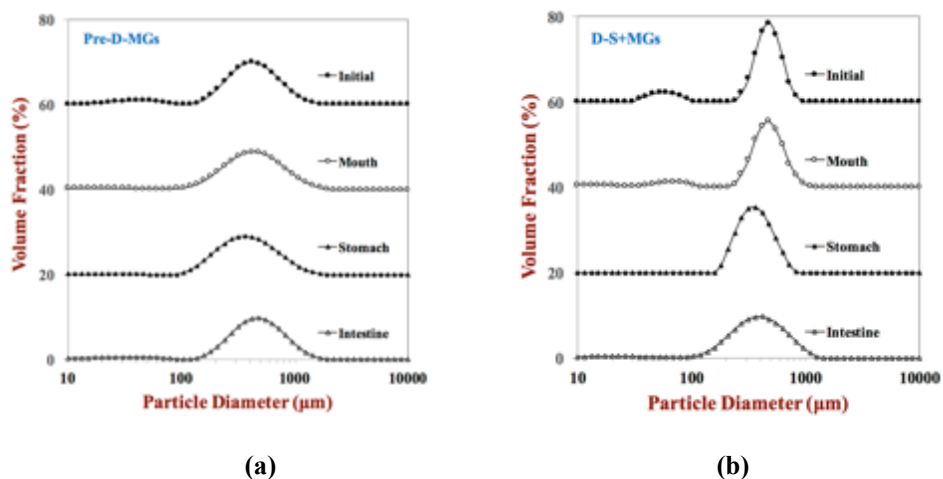 80
Pre-D-MGs
Initial
60
Mouth
40
Stomach
20
Intestine
0
10 100 1000 10000
Volume Fraction (%)
Particle Diameter (µm)
(a)
80
D-S+MGs
Initial
60
Mouth
40
Stomach
20
Intestine
0
10 100 1000 10000
Volume Fraction (%)
Particle Diameter (µm)
(b)